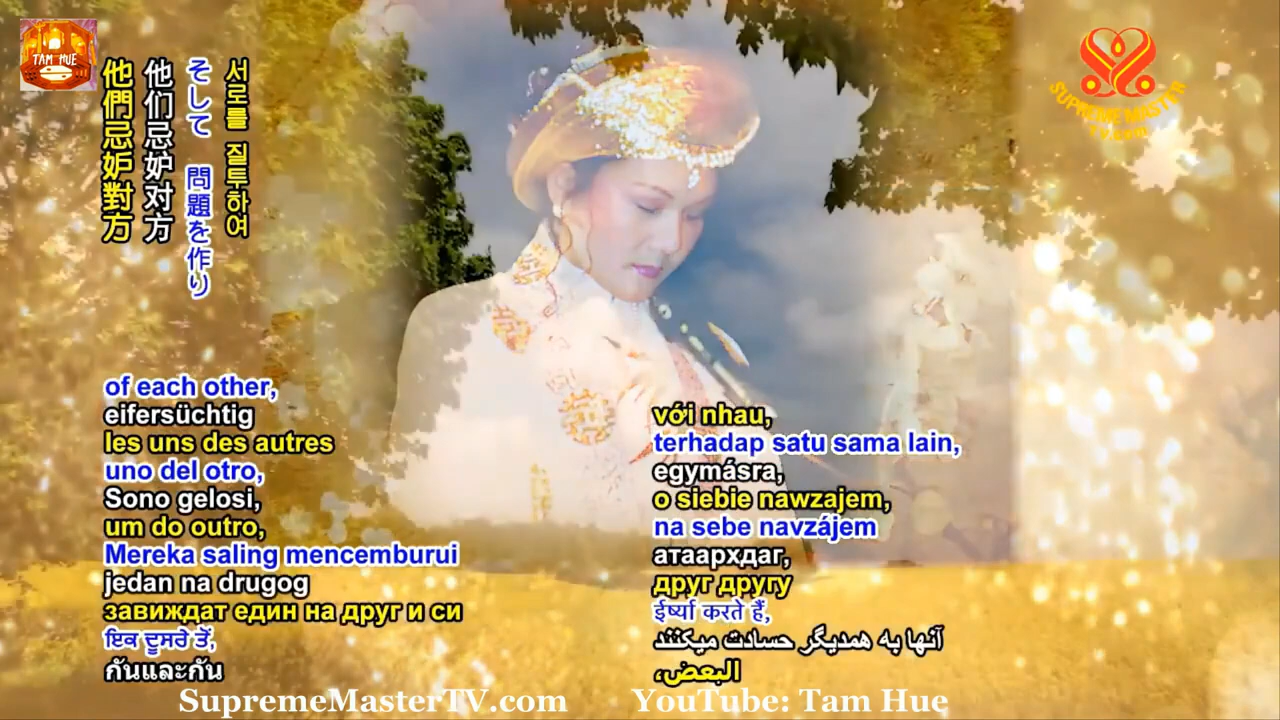 TAM HUE
SUPREME MASTER
TV.com
서로를 질투하여
そして 問題を作り
他们忌妒对方
他們忌妒對方
of each other,
eifersüchtig
les uns des autres
uno del otro,
Sono gelosi,
um do outro,
Mereka saling mencemburui
jedan na drugog
завиждат един на друг и си
ਇਕ ਦੂਸਰੇ ਤੋਂ,
กันและกัน
với nhau,
terhadap satu sama lain,
egymásra,
o siebie nawzajem,
na sebe navzájem
атаархдаг,
друг другу
ईर्ष्या करते हैं,
آنها به همدیگر حسادت میکنند
البعض،
SupremeMasterTV.com YouTube: Tam Hue